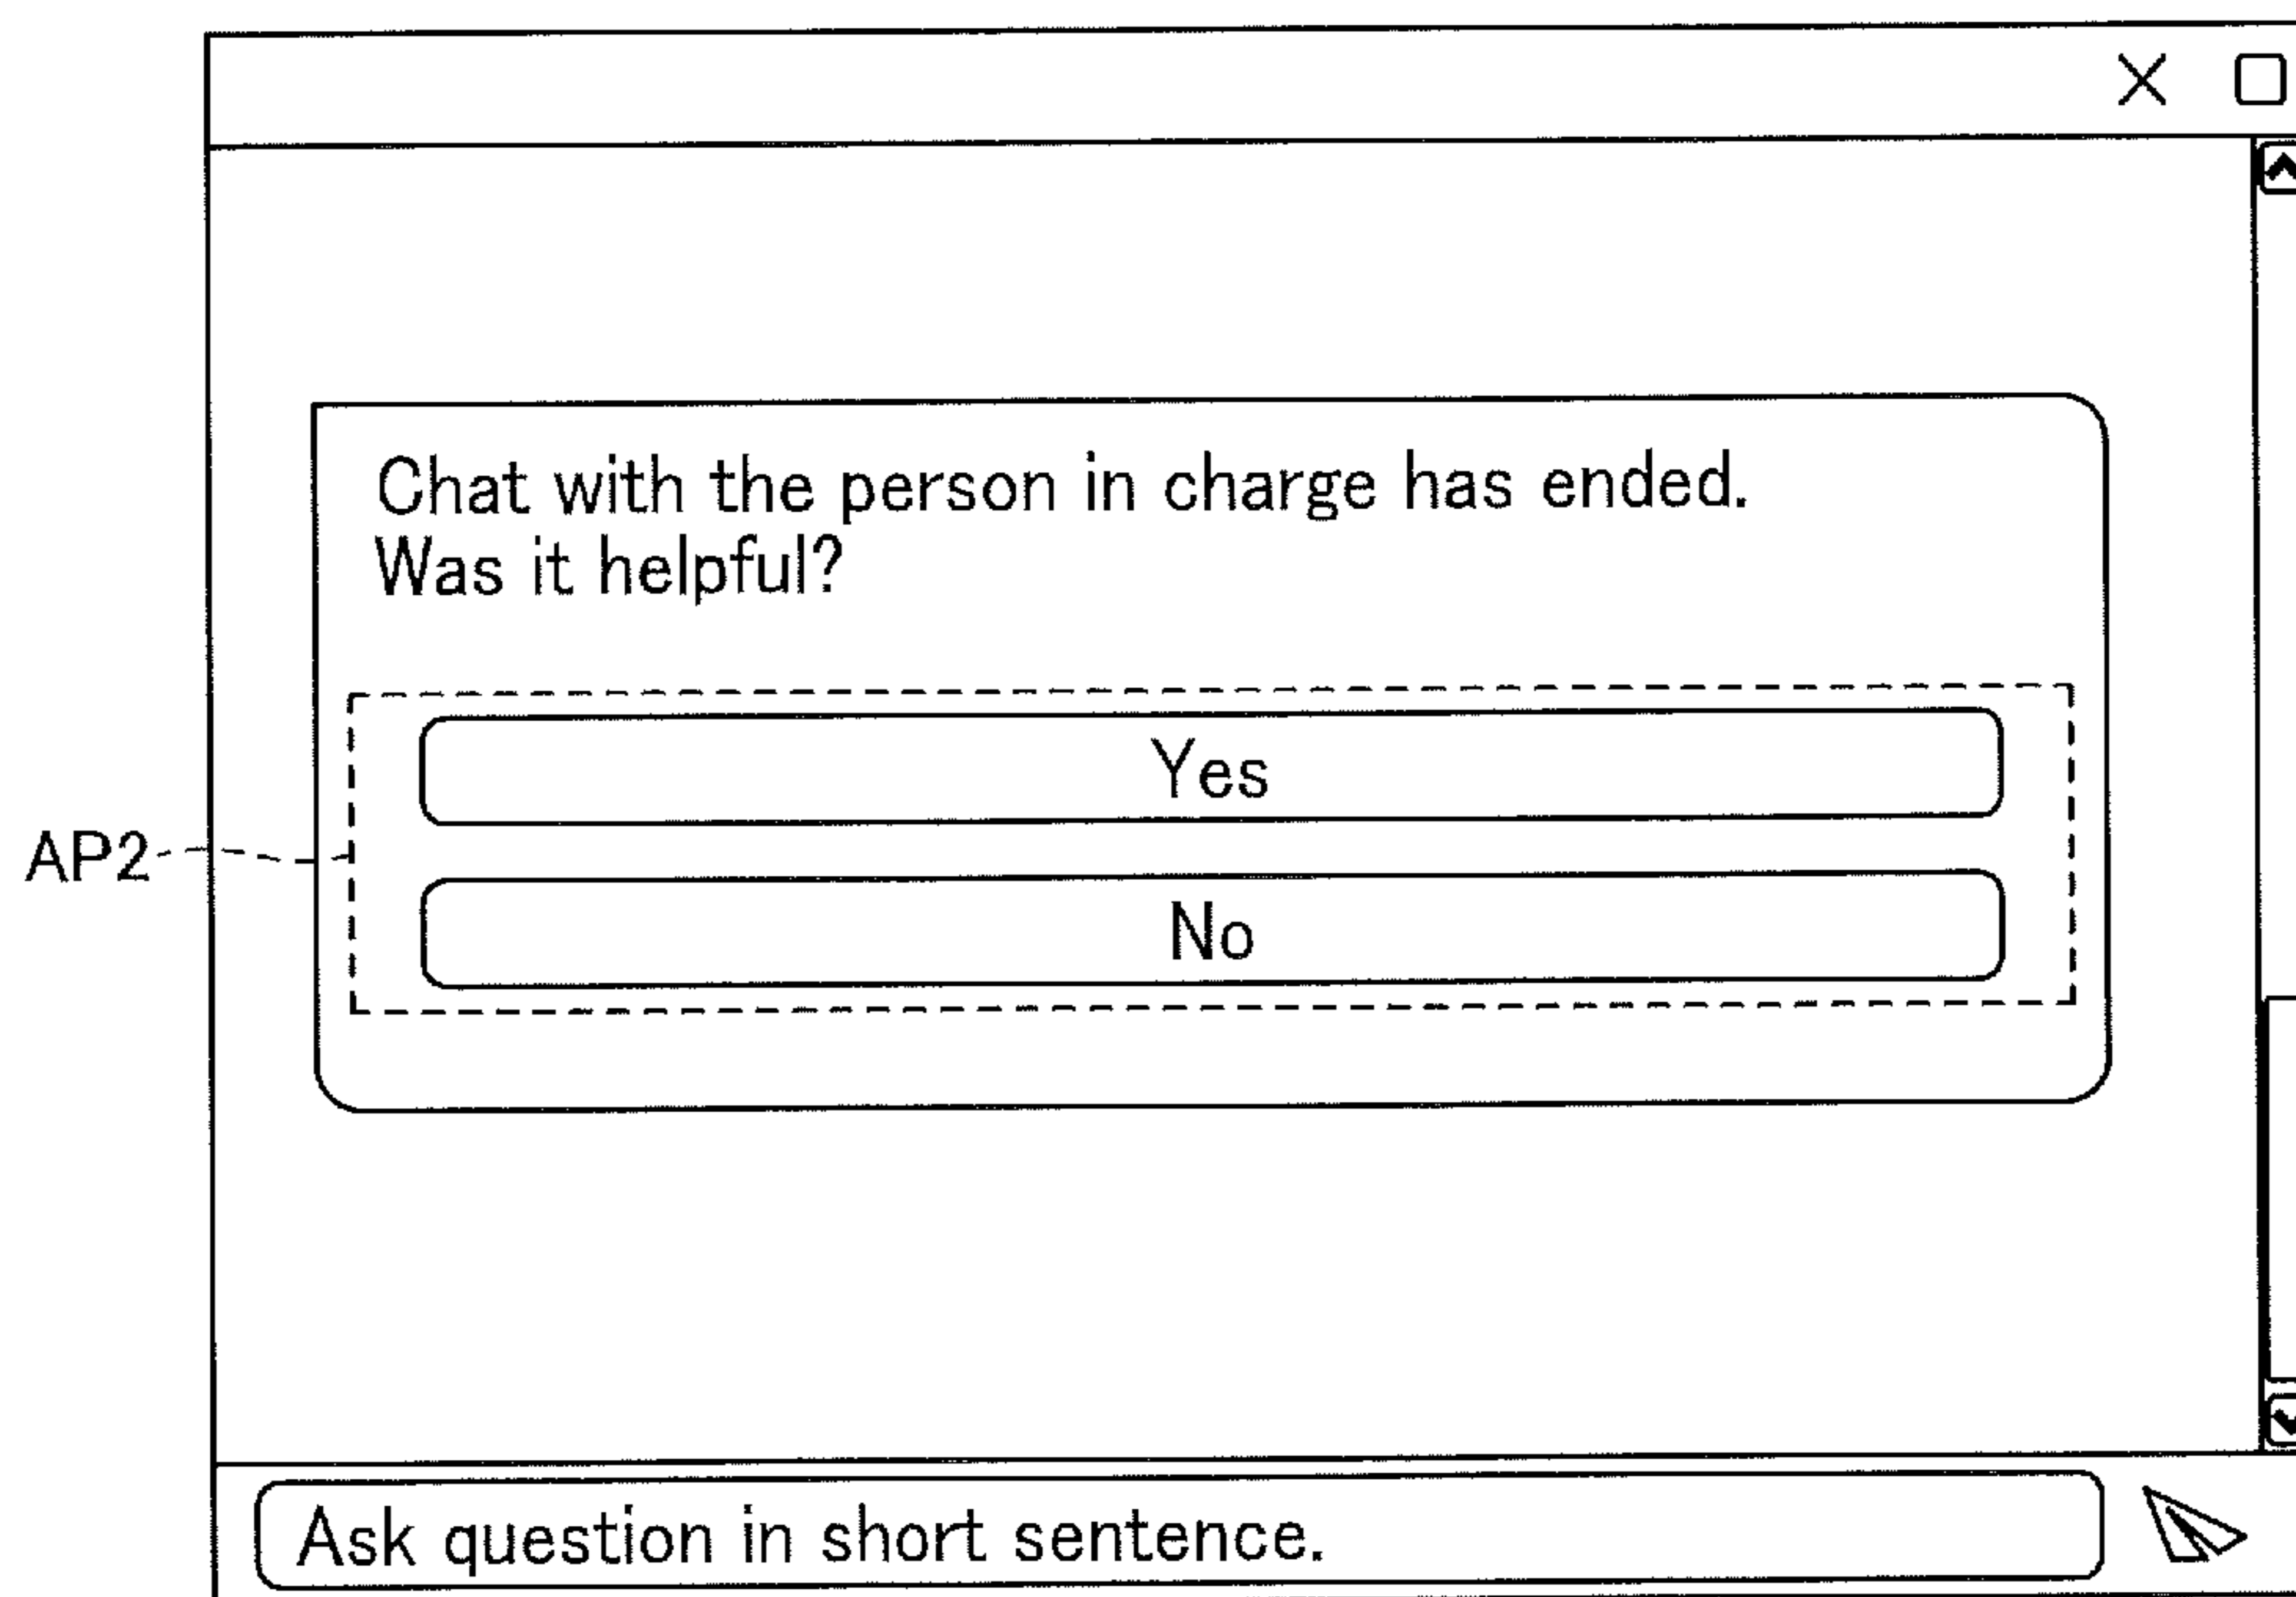 Chat with the person in charge has ended.
Was it helpful?
Yes
AP2
No
Ask question in short sentence.